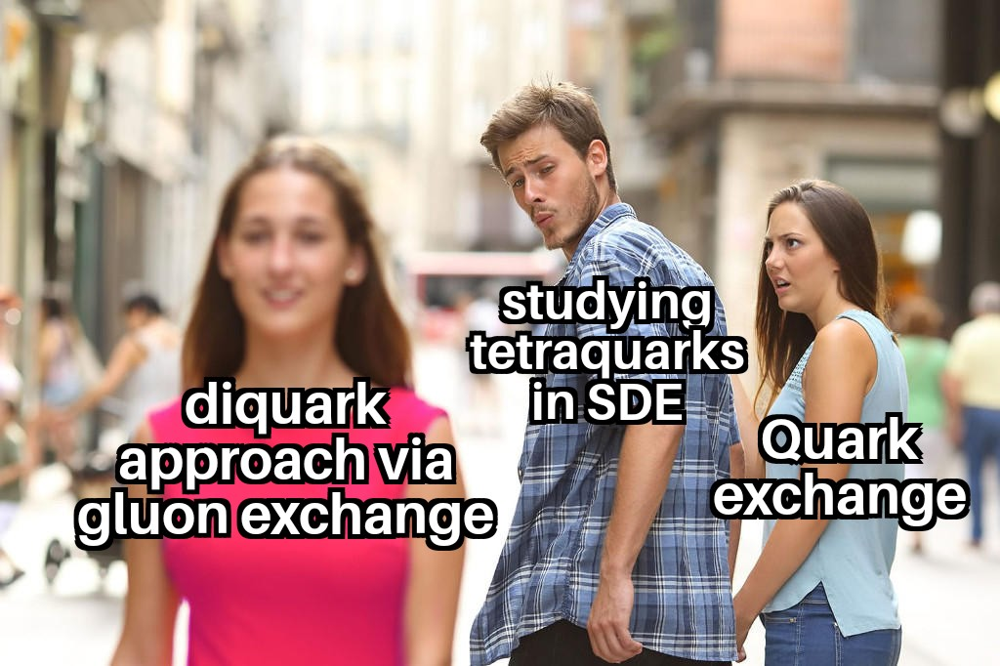 diquark
approach via
gluon exchange
studying
tetraquarks
in SDE
Quark
exchange